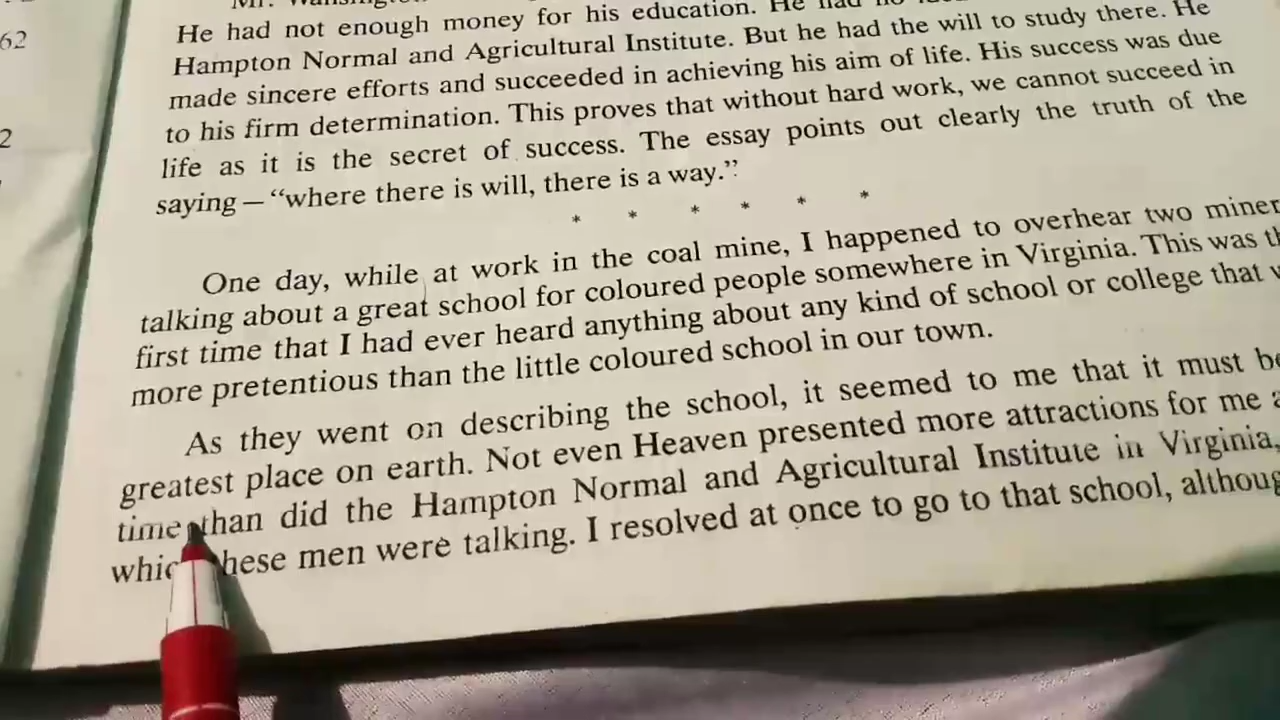 62
2
Mr.
He had not enough money for his education. He had no
Hampton Normal and Agricultural Institute. But he had the will to study there. He
made sincere efforts and succeeded in achieving his aim of life. His success was due
to his firm determination. This proves that without hard work, we cannot succeed in
life as it is the secret of success. The essay points out clearly the truth of the
saying — “where there is will, there is a way.”
* * * * * *
One day, while at work in the coal mine, I happened to overhear two miner
talking about a great school for coloured people somewhere in Virginia. This was th
first time that I had ever heard anything about any kind of school or college that w
more pretentious than the little coloured school in our town.
As they went on describing the school, it seemed to me that it must be
greatest place on earth. Not even Heaven presented more attractions for me a
time than did the Hampton Normal and Agricultural Institute in Virginia,
which these men were talking. I resolved at once to go to that school, althoug